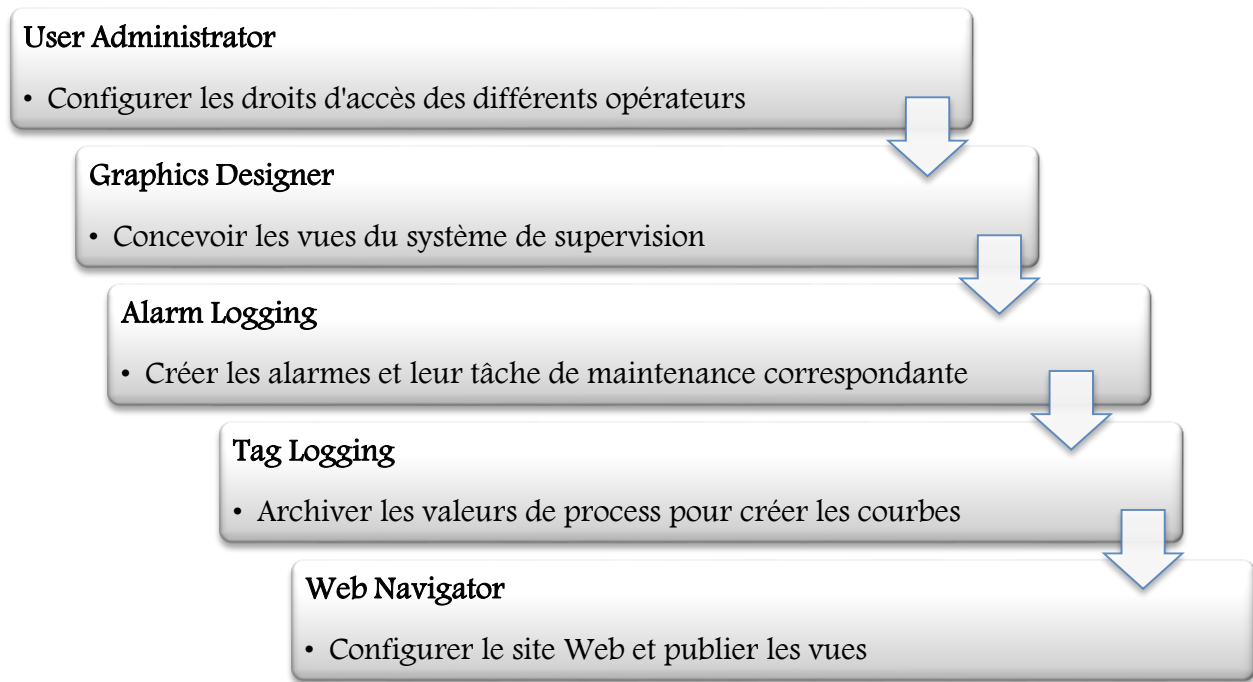 User Administrator
• Configurer les droits d'accès des différents opérateurs
Graphics Designer
• Concevoir les vues du système de supervision
Alarm Logging
• Créer les alarmes et leur tâche de maintenance correspondante
Tag Logging
• Archiver les valeurs de process pour créer les courbes
Web Navigator
• Configurer le site Web et publier les vues